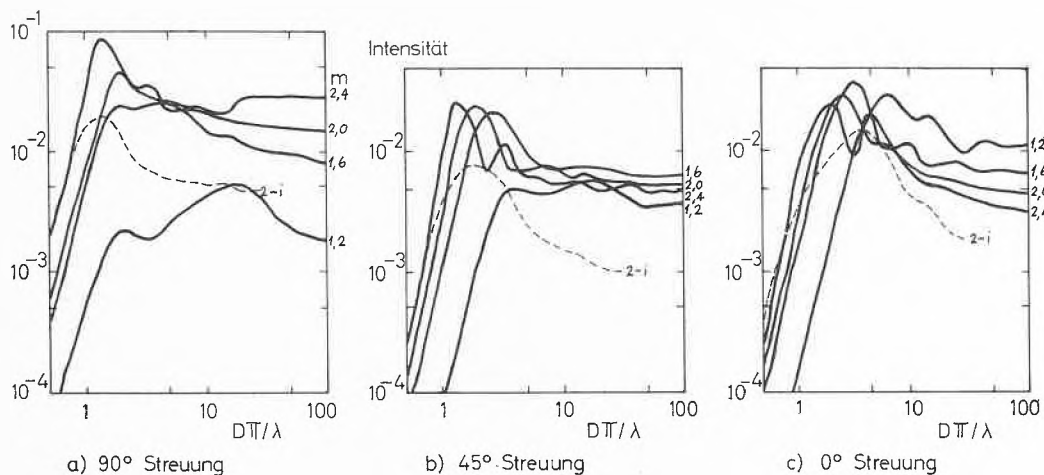 10^-1
10^-2
10^-3
10^-4
m
2,4
2,0
1,6
2-i
1,2
1 10 100
Dπ/λ
a) 90° Streuung
Intensität
10^-2
10^-3
10^-4
1,6
2,0
2,4
1,2
2-i
1 10 100
Dπ/λ
b) 45° Streuung
10^-2
10^-3
10^-4
1,2
1,6
2,0
2,4
2-i
1 10 100
Dπ/λ
c) 0° Streuung